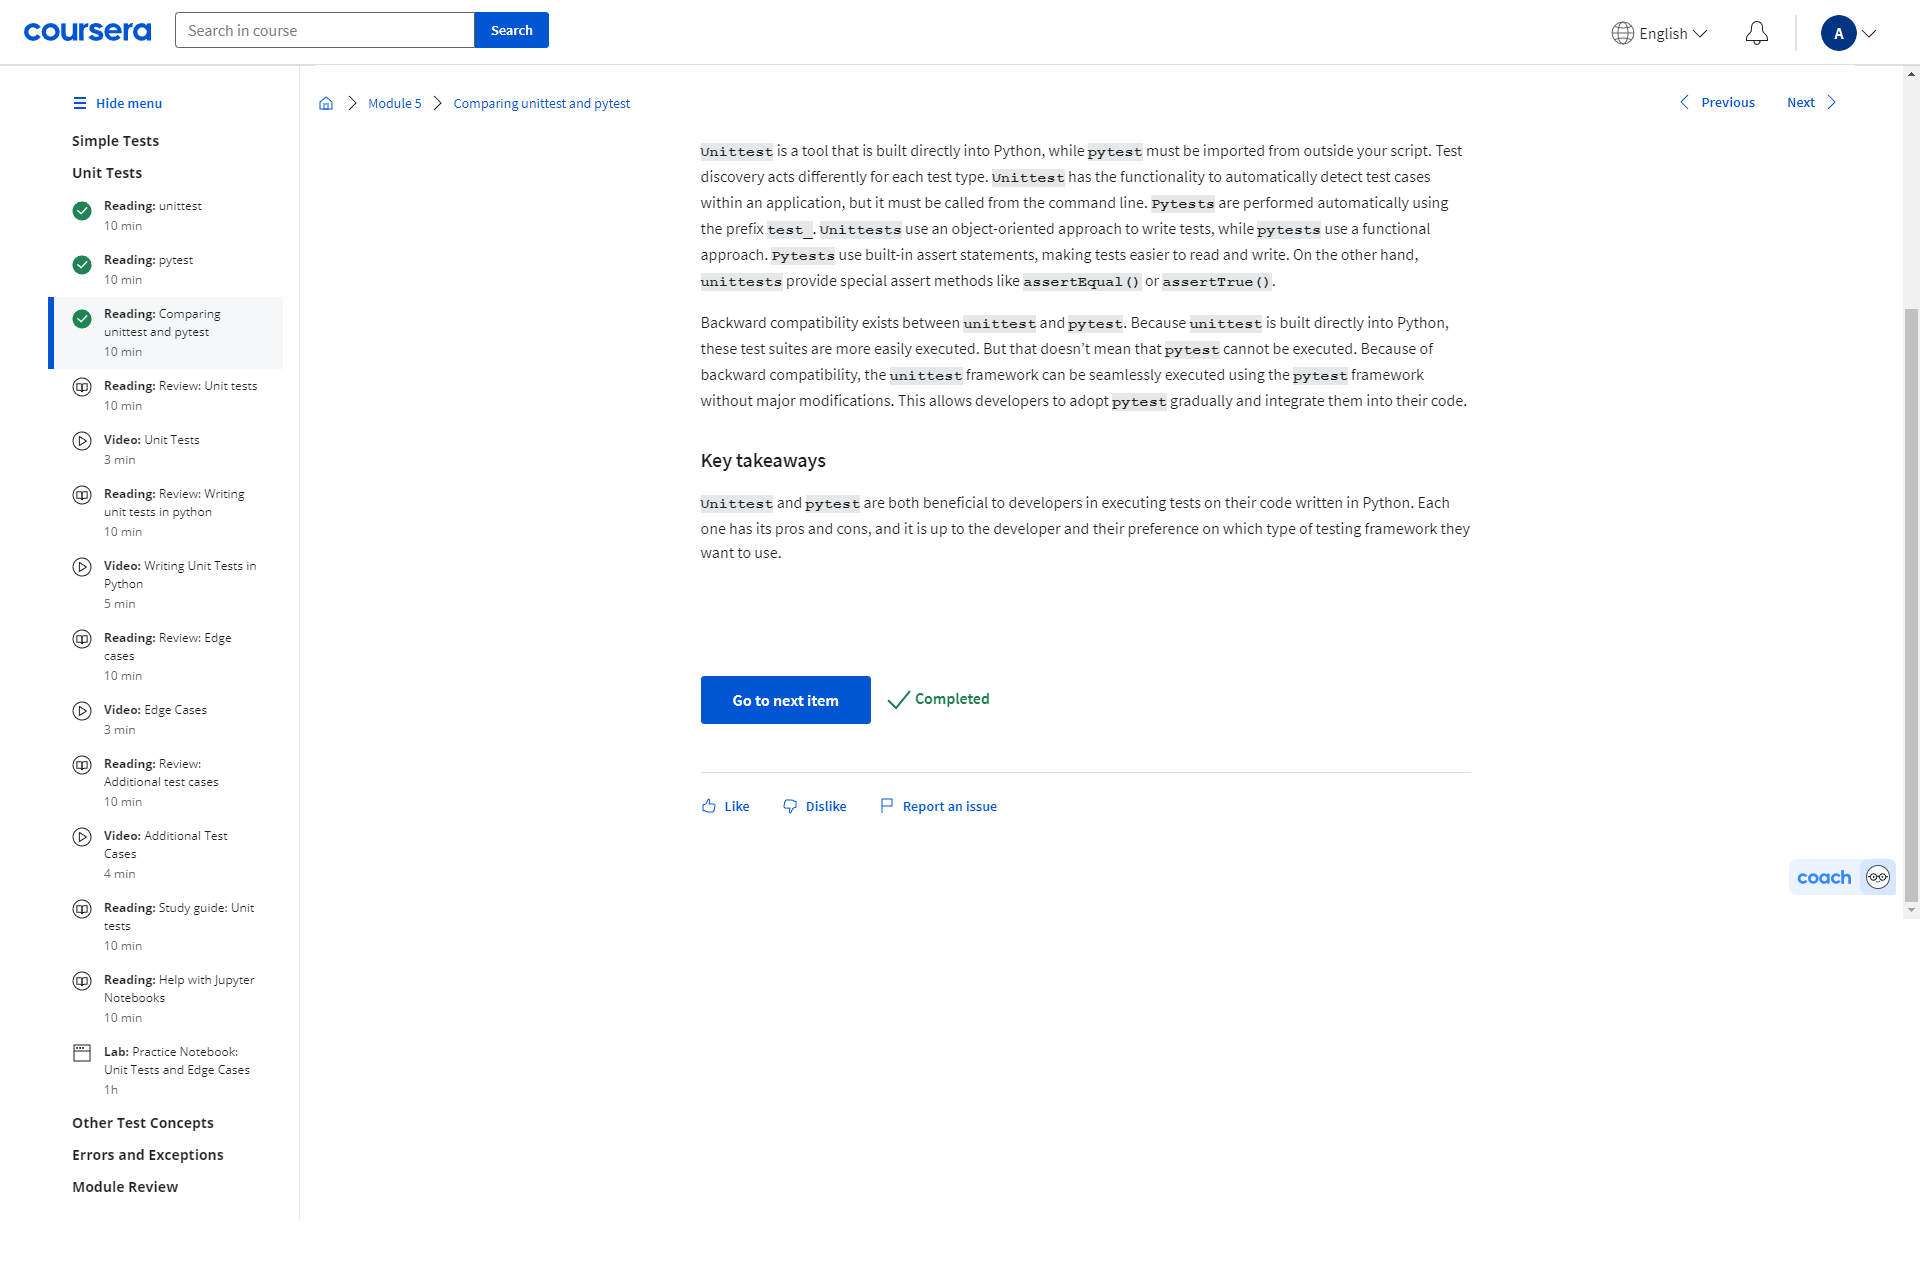 coursera
Search in course
Search
English
A
Hide menu
Simple Tests
Unit Tests
Reading: unittest
10 min
Reading: pytest
10 min
Reading: Comparing
unittest and pytest
10 min
Reading: Review: Unit tests
10 min
Video: Unit Tests
3 min
Reading: Review: Writing
unit tests in python
10 min
Video: Writing Unit Tests in
Python
5 min
Reading: Review: Edge
cases
10 min
Video: Edge Cases
3 min
Reading: Review:
Additional test cases
10 min
Video: Additional Test
Cases
4 min
Reading: Study guide: Unit
tests
10 min
Reading: Help with Jupyter
Notebooks
10 min
Lab: Practice Notebook:
Unit Tests and Edge Cases
1h
Other Test Concepts
Errors and Exceptions
Module Review
Module 5
Comparing unittest and pytest
Previous
Next
Unittest is a tool that is built directly into Python, while pytest must be imported from outside your script. Test
discovery acts differently for each test type. Unittest has the functionality to automatically detect test cases
within an application, but it must be called from the command line. Pytests are performed automatically using
the prefix test_. Unittests use an object-oriented approach to write tests, while pytests use a functional
approach. Pytests use built-in assert statements, making tests easier to read and write. On the other hand,
unittests provide special assert methods like assertEqual() or assertTrue().
Backward compatibility exists between unittest and pytest. Because unittest is built directly into Python,
these test suites are more easily executed. But that doesn’t mean that pytest cannot be executed. Because of
backward compatibility, the unittest framework can be seamlessly executed using the pytest framework
without major modifications. This allows developers to adopt pytest gradually and integrate them into their code.
Key takeaways
Unittest and pytest are both beneficial to developers in executing tests on their code written in Python. Each
one has its pros and cons, and it is up to the developer and their preference on which type of testing framework they
want to use.
Go to next item
Completed
Like
Dislike
Report an issue
coach